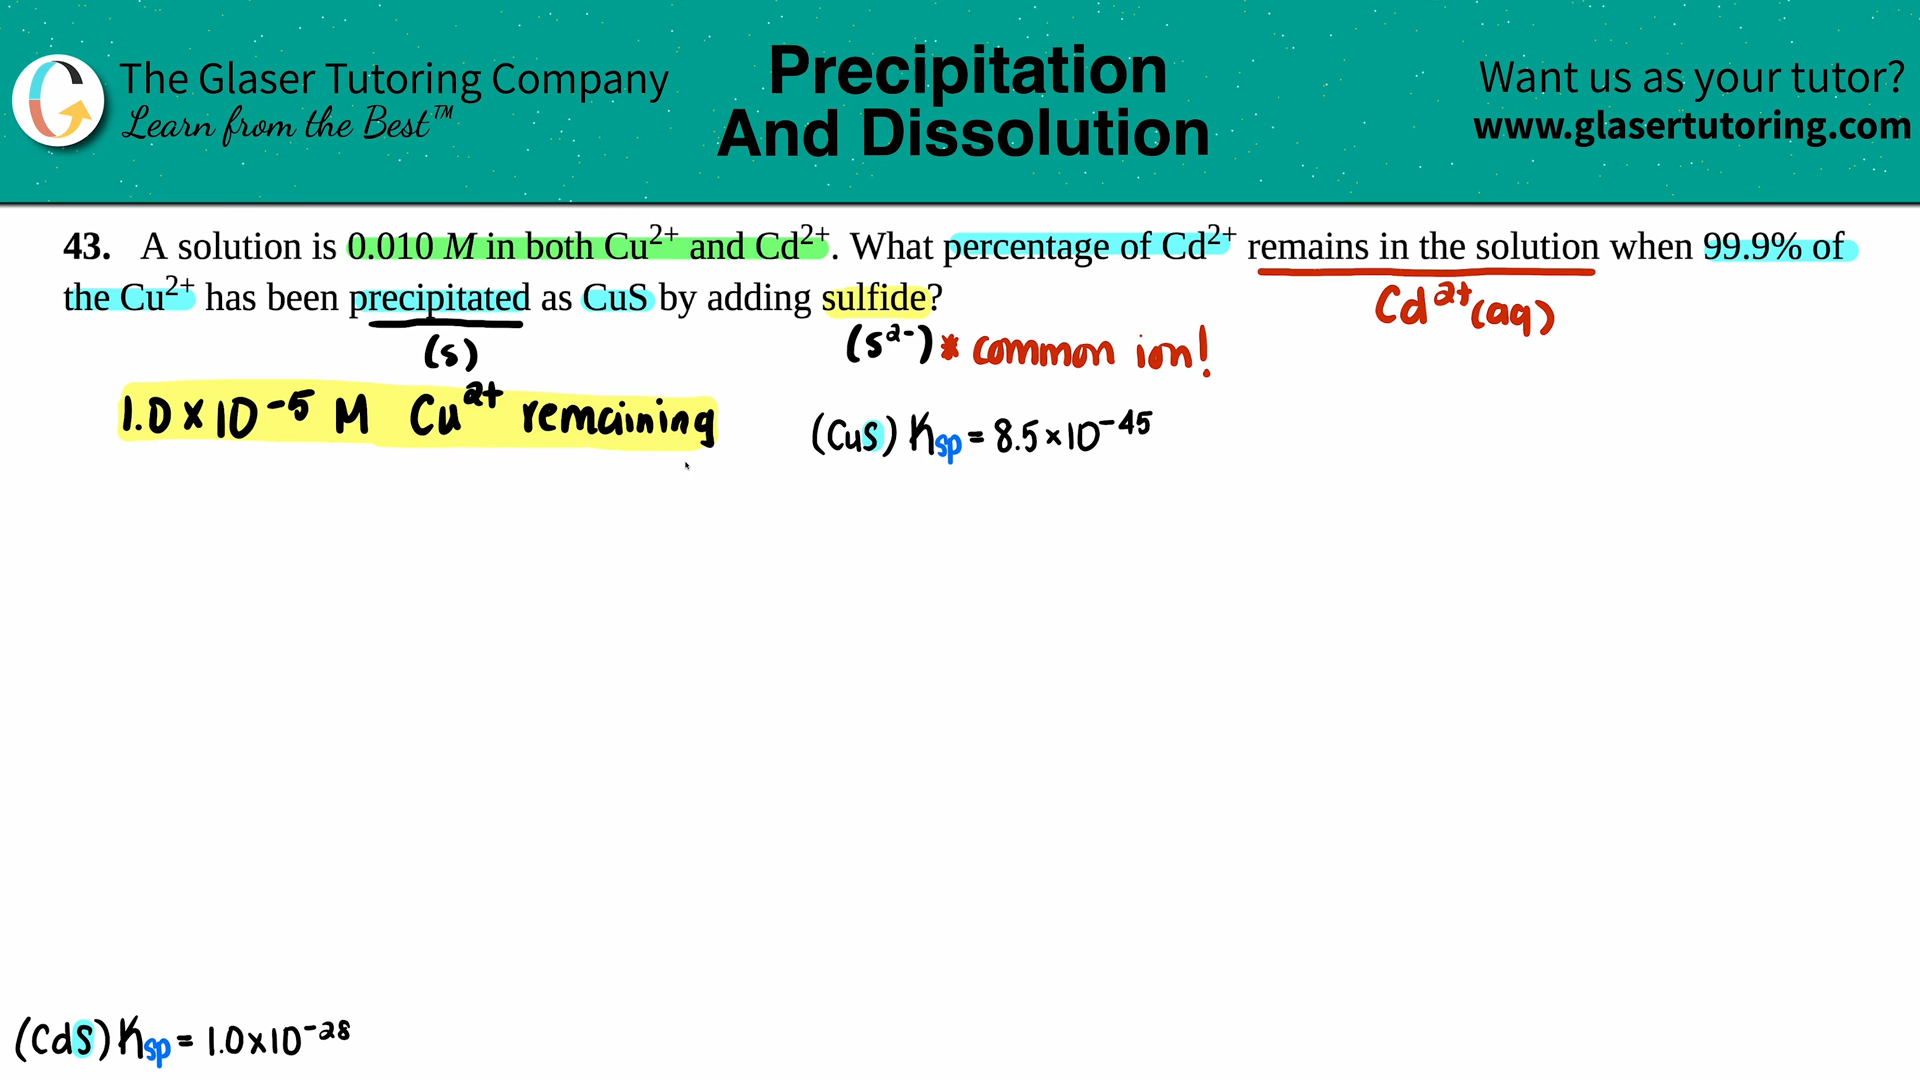 The Glaser Tutoring Company
Learn from the Best™
Precipitation
And Dissolution
Want us as your tutor?
www.glasertutoring.com
43. A solution is 0.010 M in both Cu²⁺ and Cd²⁺. What percentage of Cd²⁺ remains in the solution when 99.9% of
the Cu²⁺ has been precipitated as CuS by adding sulfide?
Cd²⁺(aq)
(s)
(S²⁻) * common ion!
1.0 x 10⁻⁵ M Cu²⁺ remaining
(CuS) Ksp = 8.5 x 10⁻⁴⁵
(CdS) Ksp = 1.0 x 10⁻²⁸